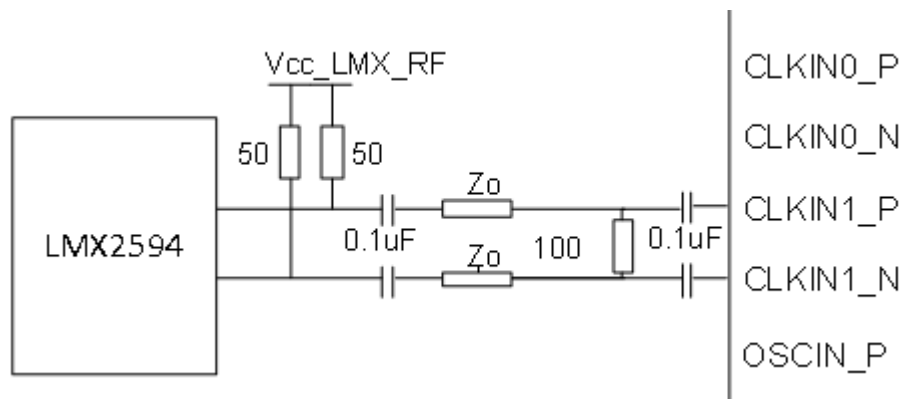 Vcc_LMX_RF
CLKIN0_P
CLKIN0_N
50 50
Zo
CLKIN1_P
LMX2594
0.1uF
100
0.1uF
Zo
CLKIN1_N
OSCIN_P